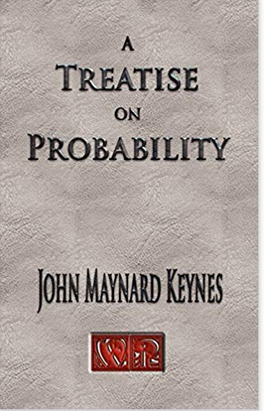 A
TREATISE
ON
PROBABILITY
JOHN MAYNARD KEYNES